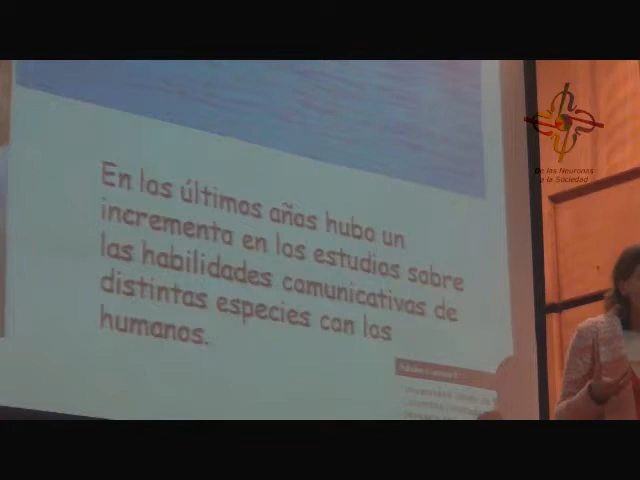 En los últimos años hubo un
incremento en los estudios sobre
las habilidades comunicativas de
distintas especies con los
humanos.
De las Neuronas
a la Sociedad